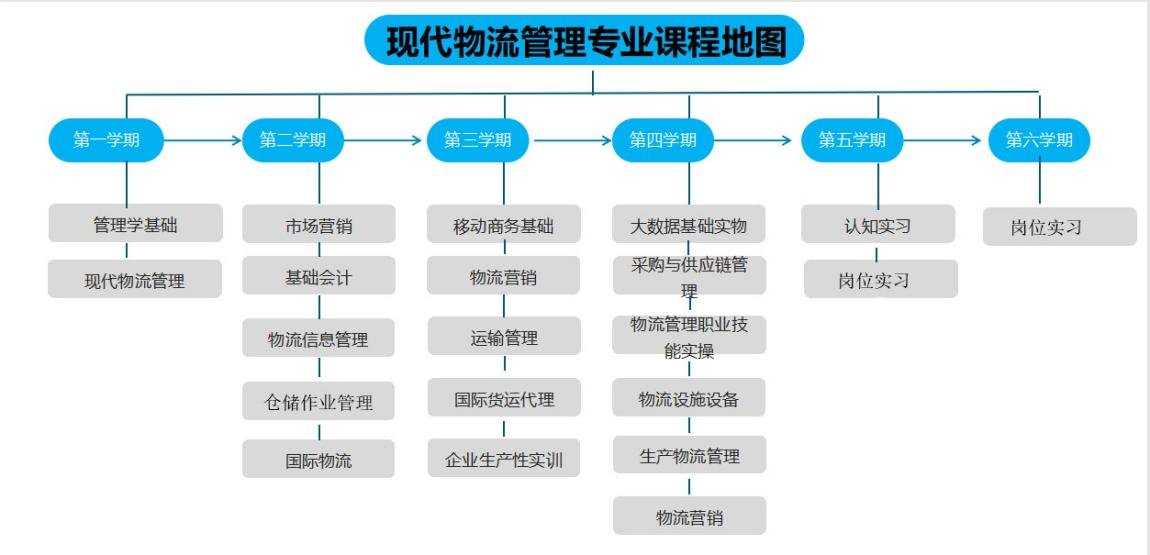 现代物流管理专业课程地图
第一学期
第二学期
第三学期
第四学期
第五学期
第六学期
管理学基础
现代物流管理
市场营销
基础会计
物流信息管理
仓储作业管理
国际物流
移动商务基础
物流营销
运输管理
国际货运代理
企业生产性实训
大数据基础实物
采购与供应链管
理
物流管理职业技
能实操
物流设施设备
生产物流管理
物流营销
认知实习
岗位实习
岗位实习